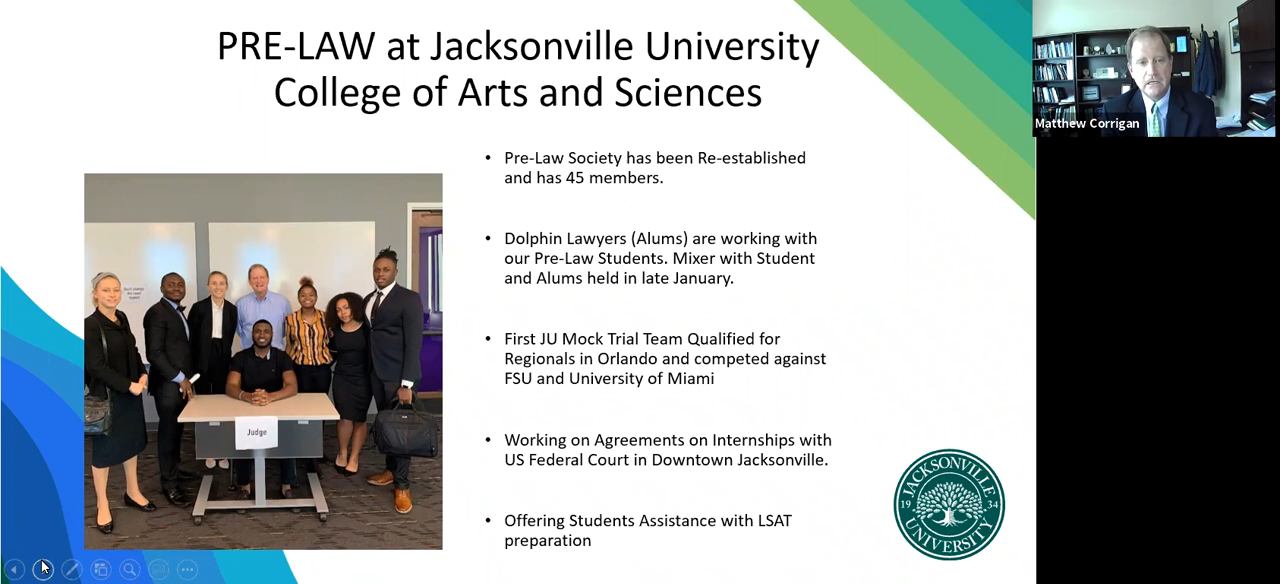 PRE-LAW at Jacksonville University
College of Arts and Sciences
Matthew Corrigan
• Pre-Law Society has been Re-established
and has 45 members.
• Dolphin Lawyers (Alums) are working with
our Pre-Law Students. Mixer with Student
and Alums held in late January.
• First JU Mock Trial Team Qualified for
Regionals in Orlando and competed against
FSU and University of Miami
• Working on Agreements on Internships with
US Federal Court in Downtown Jacksonville.
• Offering Students Assistance with LSAT
preparation
Judge
JACKSONVILLE
19 34
UNIVERSITY